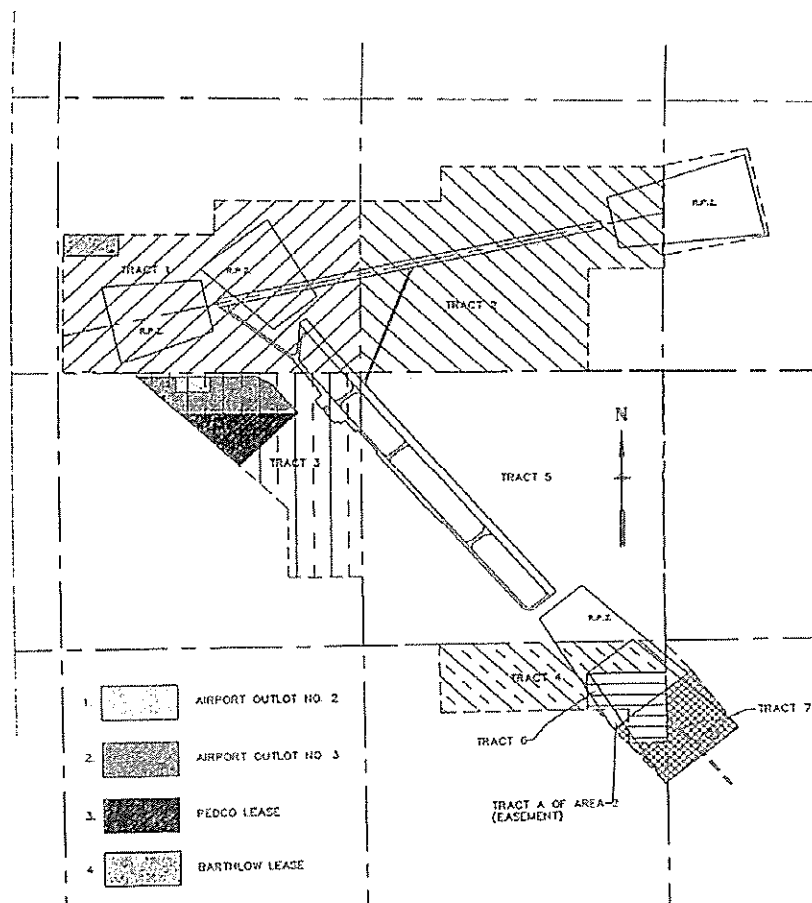 R.P.Z.
TRACT 1
R.P.Z.
R.P.Z.
TRACT 2
N
TRACT 3
TRACT 5
R.P.Z.
TRACT 4
TRACT 7
TRACT 6
TRACT A OF AREA-2
(EASEMENT)
1. AIRPORT OUTLOT NO. 2
2. AIRPORT OUTLOT NO 3
3. PEDCO LEASE
4 BARTHLOW LEASE